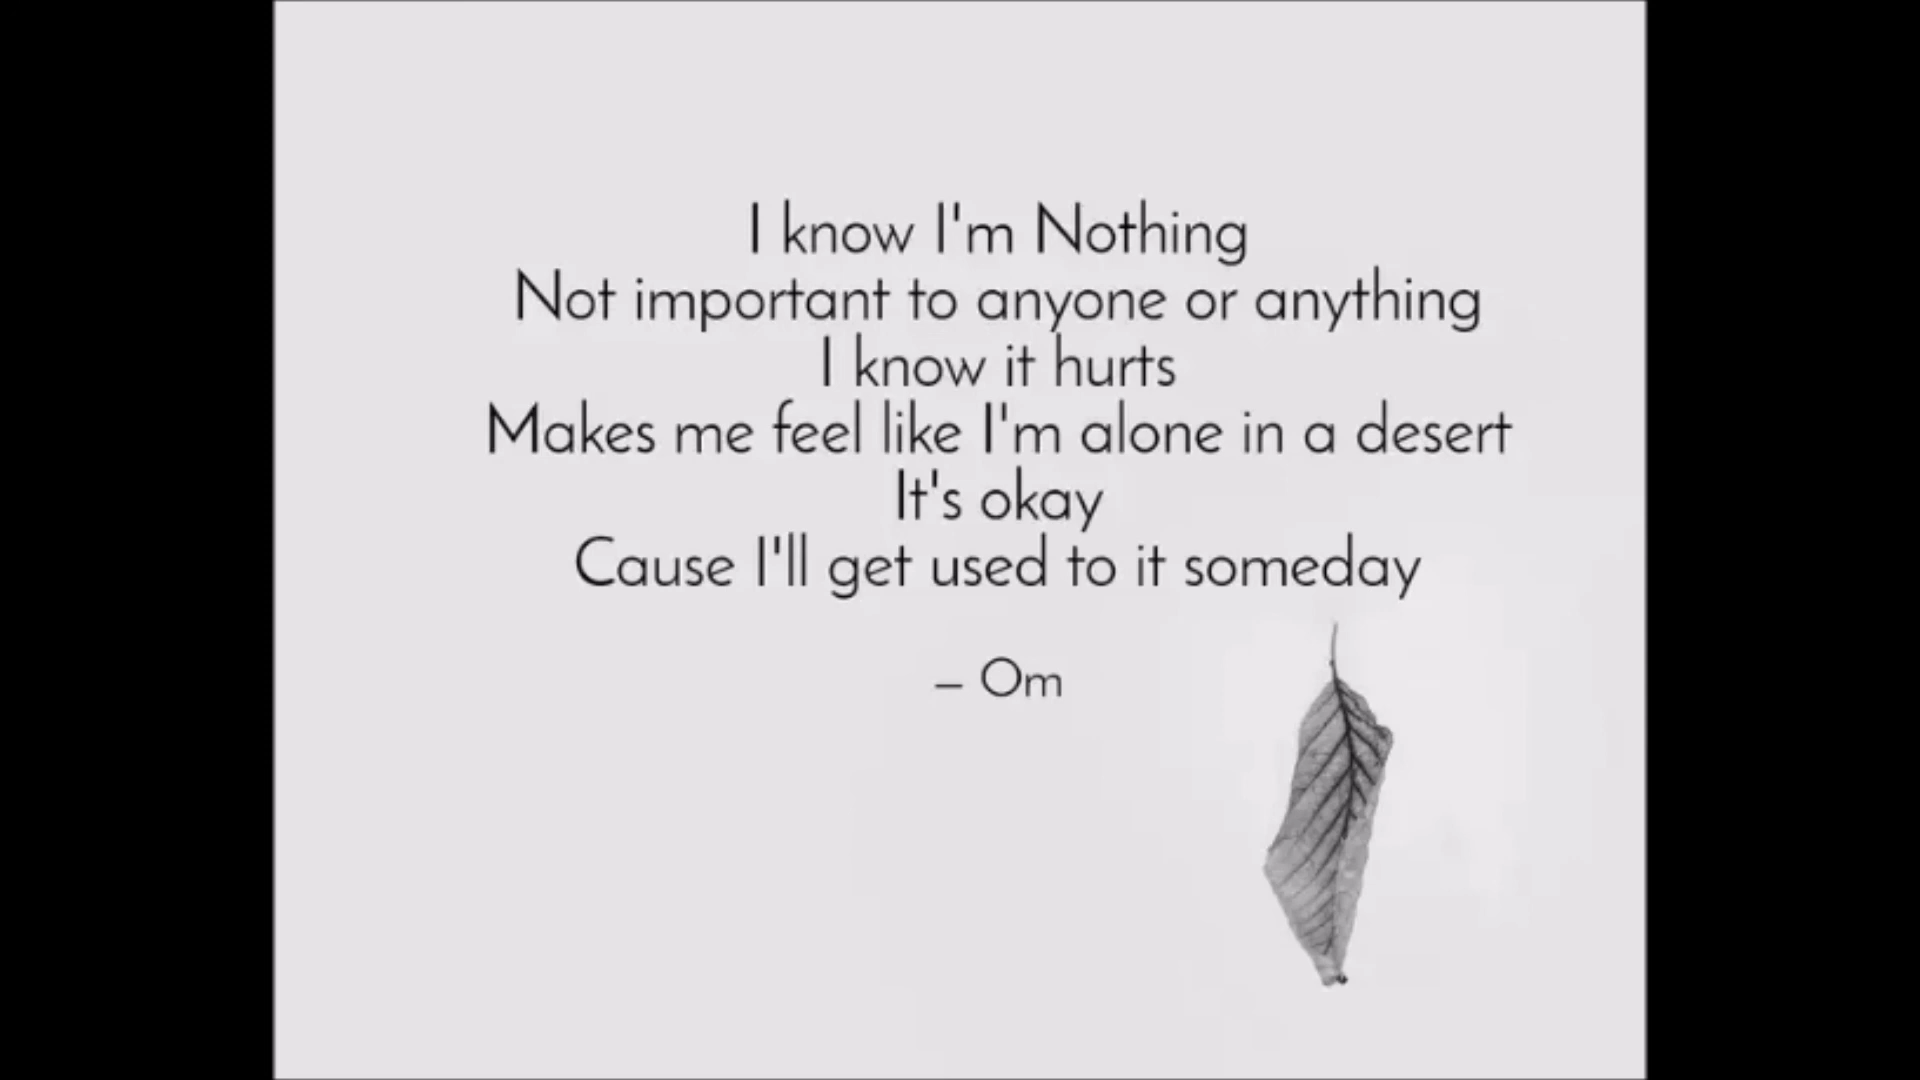 I know I'm Nothing
Not important to anyone or anything
I know it hurts
Makes me feel like I'm alone in a desert
It's okay
Cause I'll get used to it someday
– Om